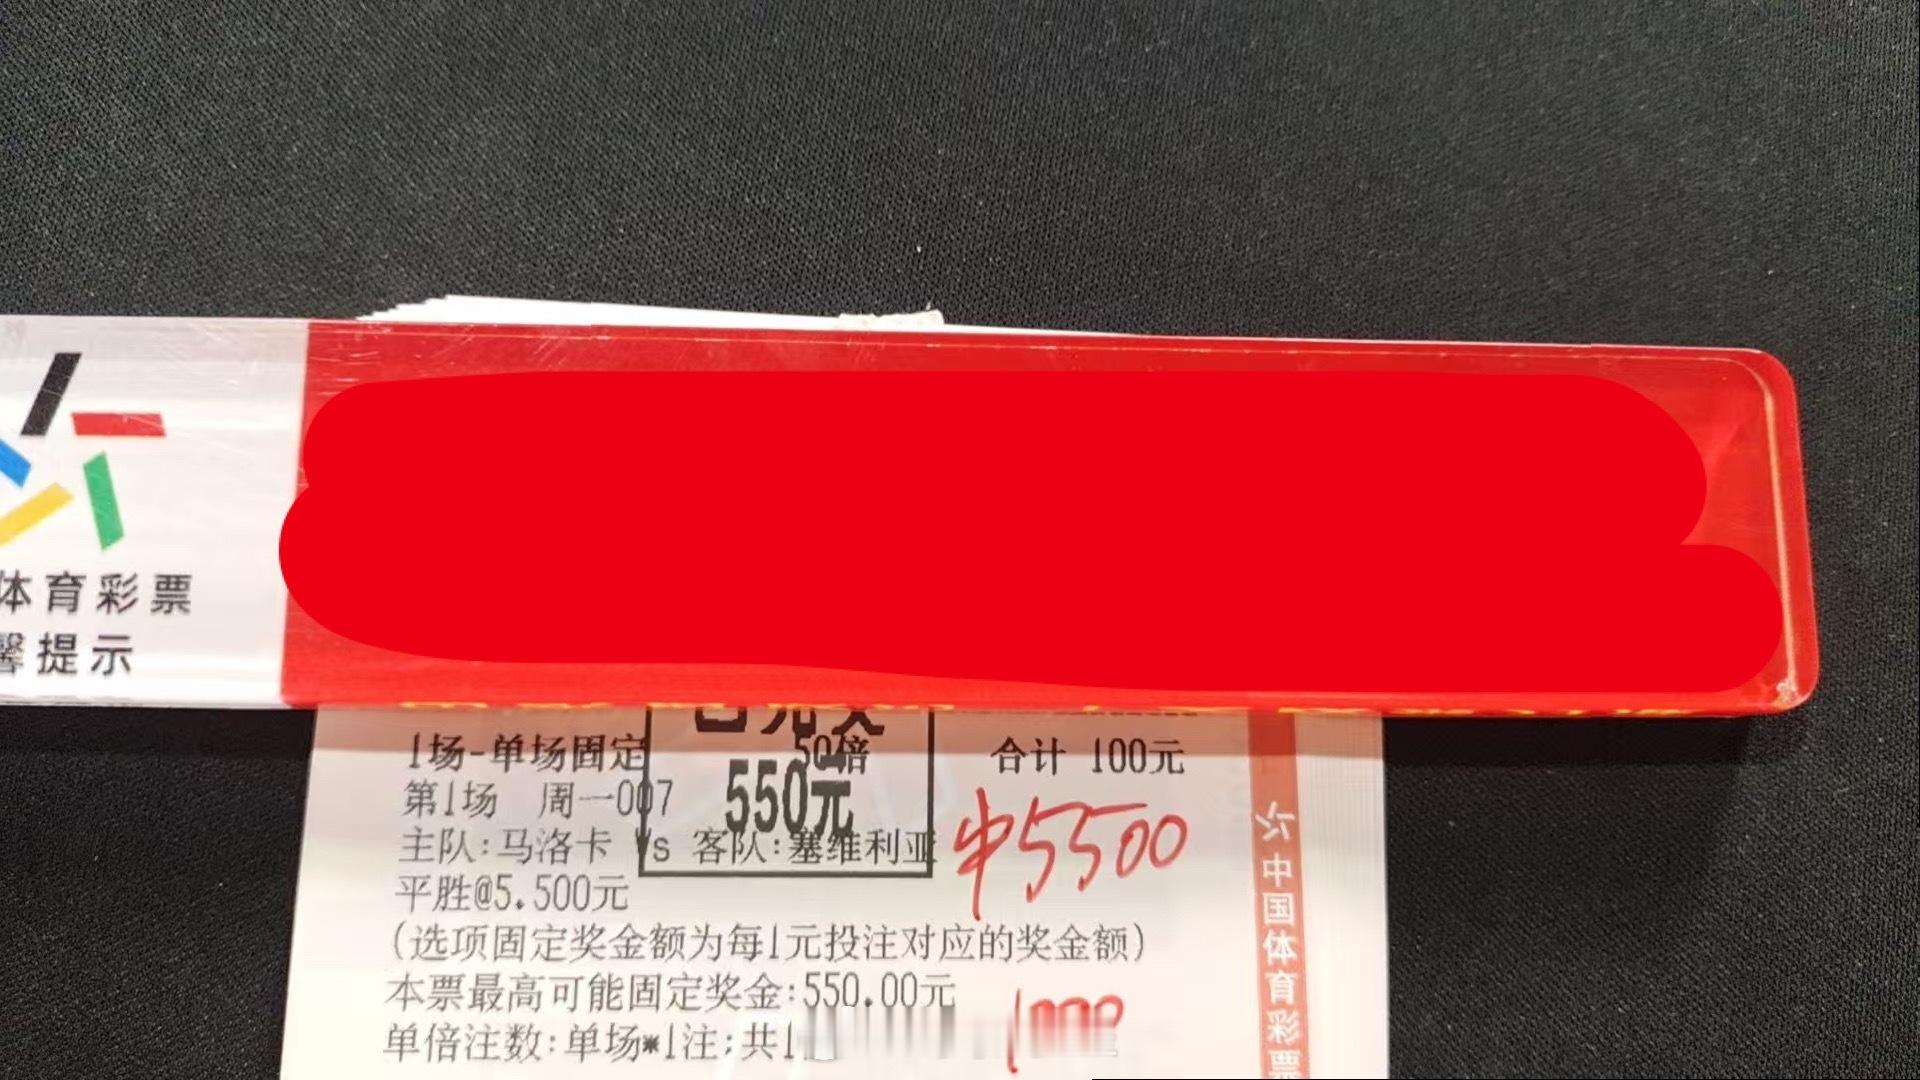 体育彩票
馨提示
1场-单场固定 50倍 合计 100元
550元
第1场 周一007
主队:马洛卡 Vs 客队:塞维利亚
中5500
平胜@5.500元
(选项固定奖金额为每1元投注对应的奖金额)
本票最高可能固定奖金:550.00元
单倍注数:单场*1注;共1
中国体育彩票